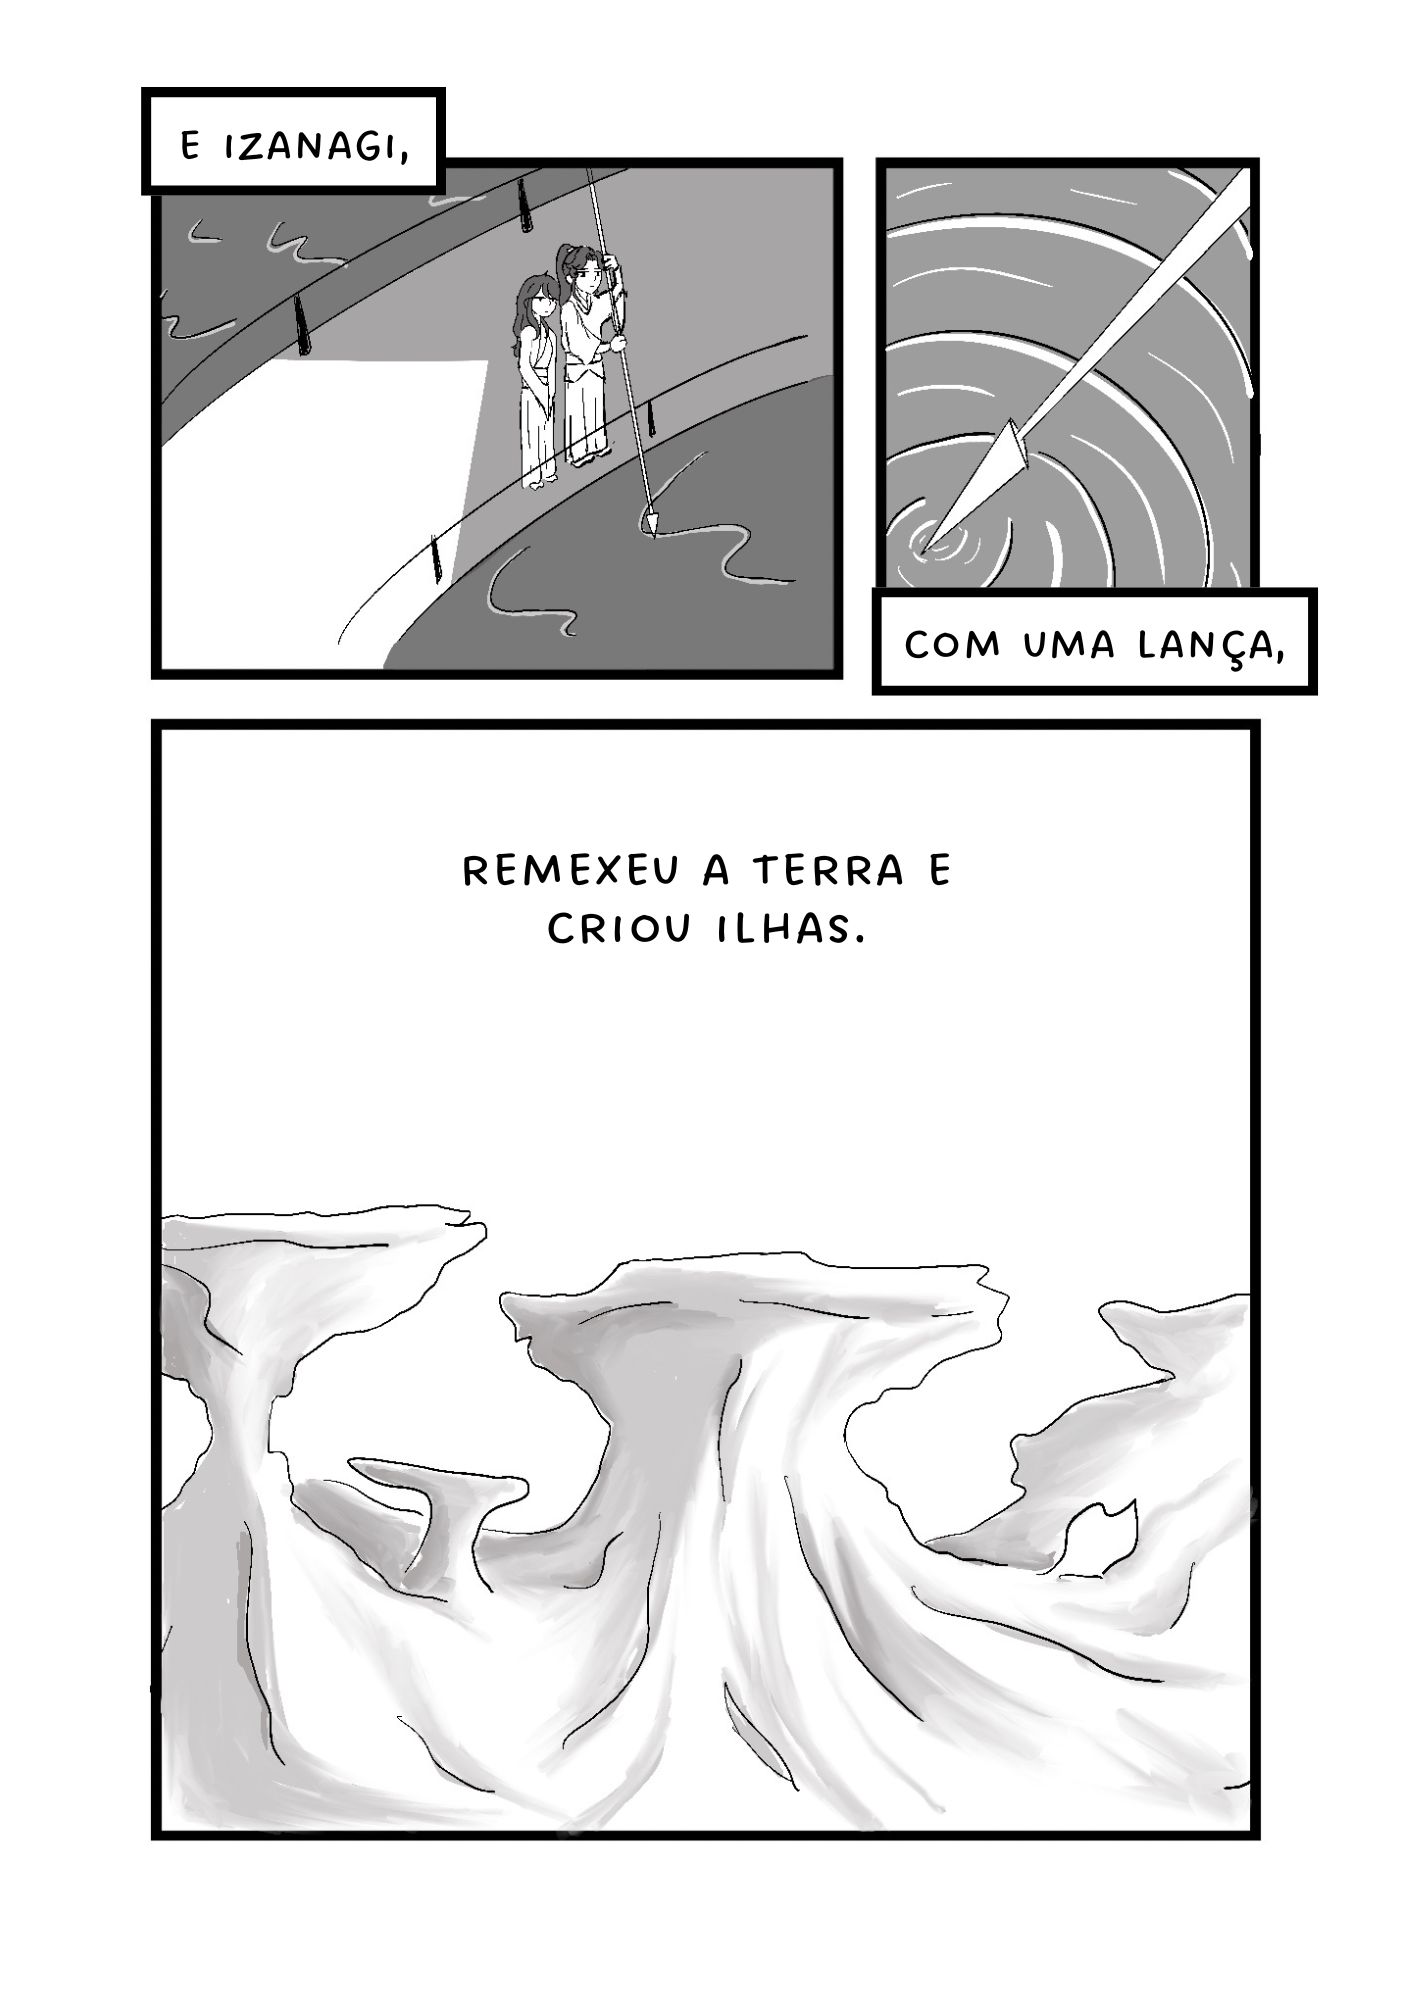 E IZANAGI,
COM UMA LANÇA,
REMEXEU A TERRA E
CRIOU ILHAS.